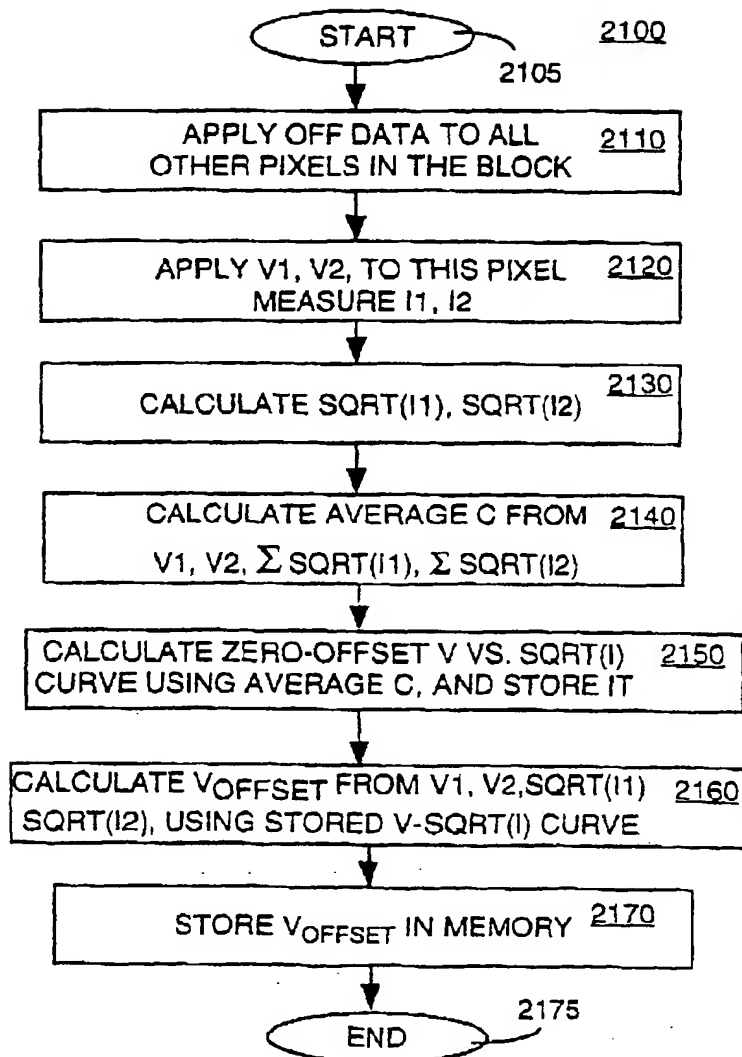 START
2100
2105
APPLY OFF DATA TO ALL 2110
OTHER PIXELS IN THE BLOCK
APPLY V1, V2, TO THIS PIXEL 2120
MEASURE I1, I2
2130
CALCULATE SQRT(I1), SQRT(I2)
CALCULATE AVERAGE C FROM 2140
V1, V2, Σ SQRT(I1), Σ SQRT(I2)
CALCULATE ZERO-OFFSET V VS. SQRT(I) 2150
CURVE USING AVERAGE C, AND STORE IT
CALCULATE VOFFSET FROM V1, V2,SQRT(I1) 2160
SQRT(I2), USING STORED V-SQRT(I) CURVE
STORE VOFFSET IN MEMORY 2170
2175
END